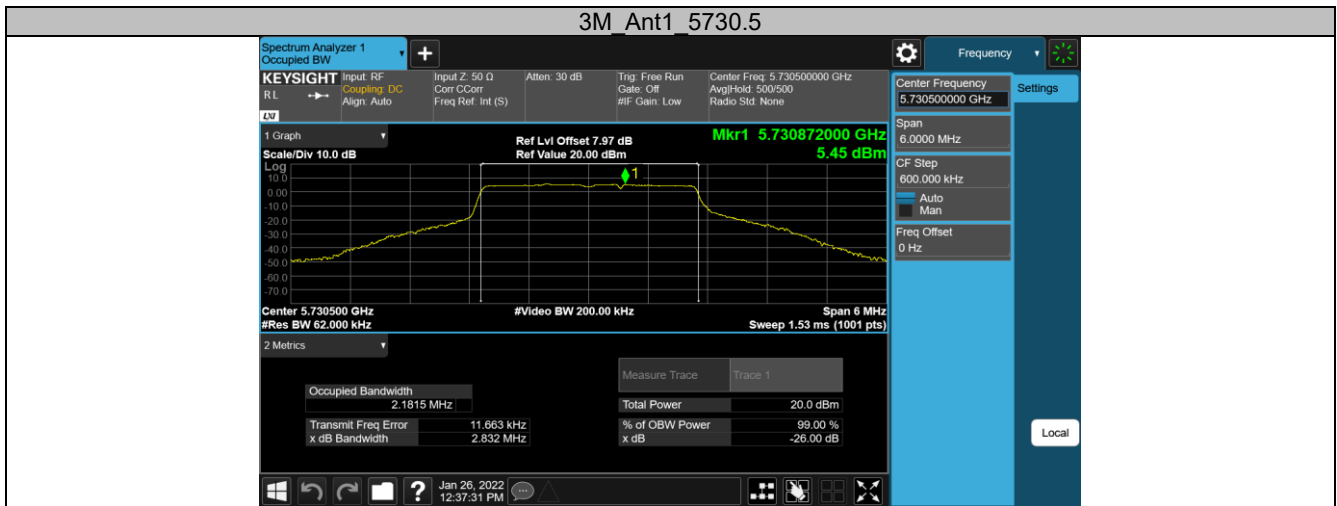 3M_Ant1_5730.5
Spectrum Analyzer 1
Occupied BW
+
Frequency
KEYSIGHT
RL
LXI
Input: RF
Coupling: DC
Align: Auto
Input Z: 50 Ω
Corr CCorr
Freq Ref: Int (S)
Atten: 30 dB
Trig: Free Run
Gate: Off
#IF Gain: Low
Center Freq: 5.730500000 GHz
Avg|Hold: 500/500
Radio Std: None
Center Frequency
5.730500000 GHz
Settings
Span
6.0000 MHz
CF Step
600.000 kHz
Auto
Man
Freq Offset
0 Hz
Local
1 Graph
Scale/Div 10.0 dB
Ref Lvl Offset 7.97 dB
Ref Value 20.00 dBm
Mkr1 5.730872000 GHz
5.45 dBm
Log
10.0
0.00
-10.0
-20.0
-30.0
-40.0
-50.0
-60.0
-70.0
1
Center 5.730500 GHz
#Res BW 62.000 kHz
#Video BW 200.00 kHz
Span 6 MHz
Sweep 1.53 ms (1001 pts)
2 Metrics
Measure Trace Trace 1
Occupied Bandwidth
2.1815 MHz
Total Power 20.0 dBm
Transmit Freq Error 11.663 kHz
% of OBW Power 99.00 %
x dB Bandwidth 2.832 MHz
x dB -26.00 dB
?
Jan 26, 2022
12:37:31 PM